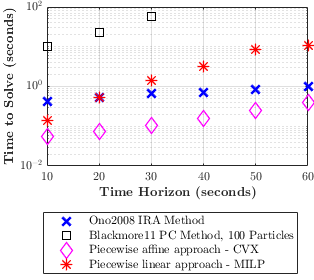 10²
10⁰
10⁻²
Time to Solve (seconds)
10 20 30 40 50 60
Time Horizon (seconds)
Ono2008 IRA Method
Blackmore11 PC Method, 100 Particles
Piecewise affine approach - CVX
Piecewise linear approach - MILP